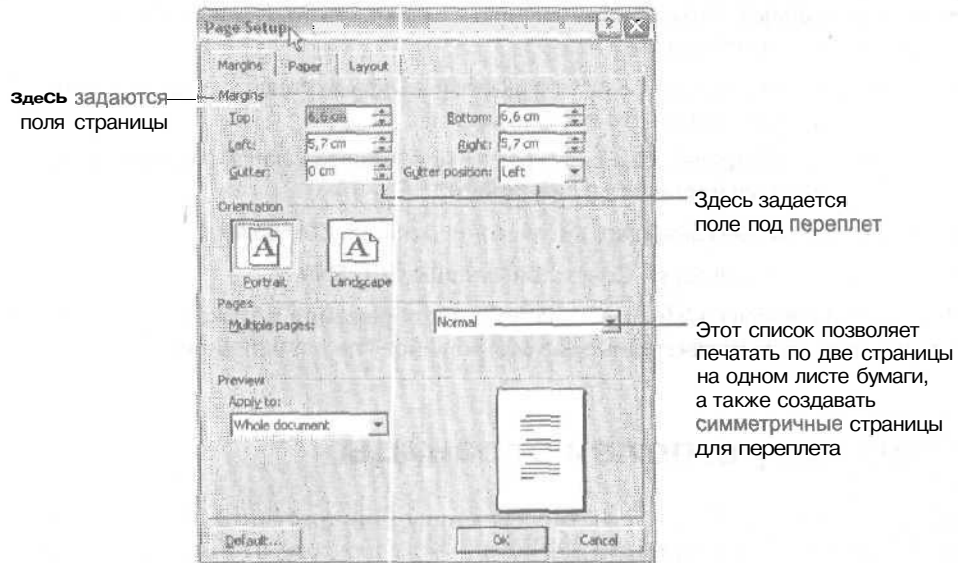 Page Setup
Margins Paper Layout
Margins
Здесь задаются
поля страницы
Top: 6,6 cm Bottom: 6,6 cm
Left: 5,7 cm Right: 5,7 cm
Gutter: 0 cm Gutter position: Left
Здесь задается
поле под переплет
Orientation
A A
Portrait Landscape
Pages
Multiple pages: Normal
Этот список позволяет
печатать по две страницы
на одном листе бумаги,
а также создавать
симметричные страницы
для переплета
Preview
Apply to:
Whole document
Default... OK Cancel